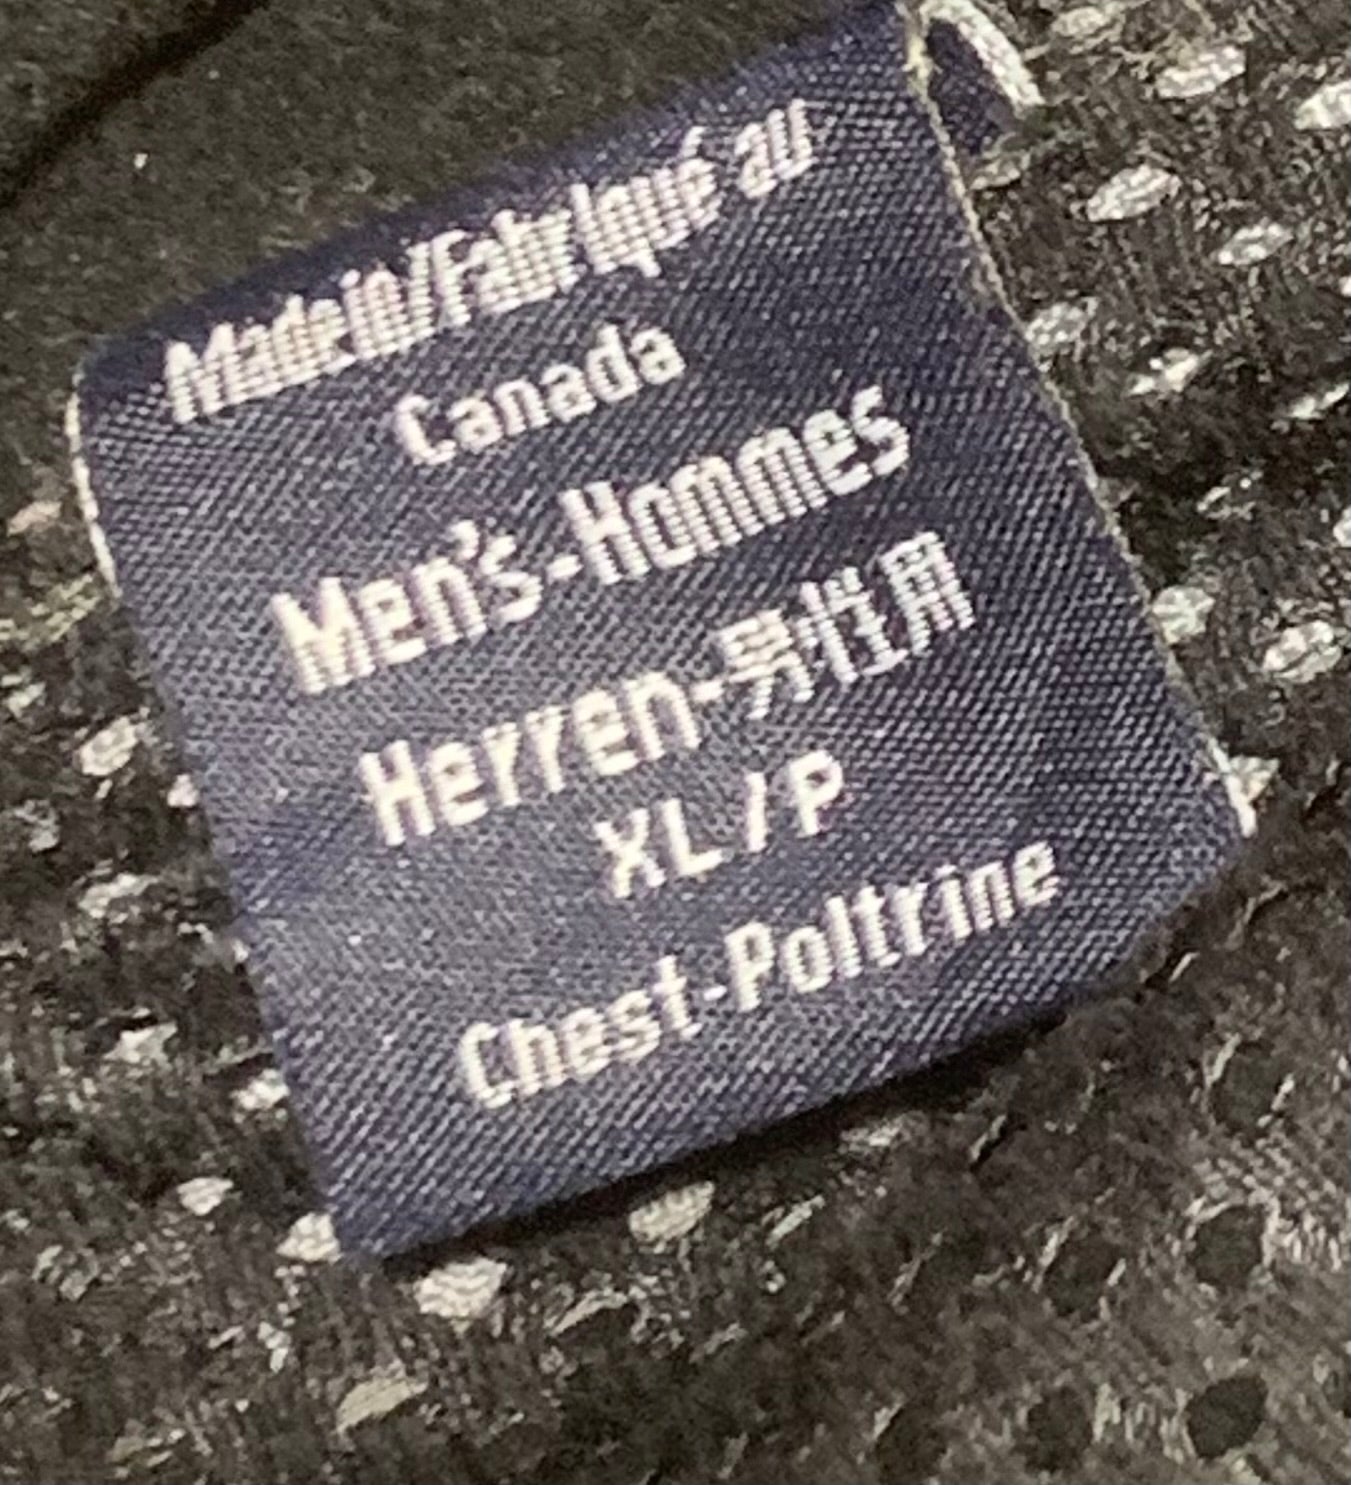 Made in/Fabriqué au
Canada
Men's-Hommes
Herren-男性用
XL/P
Chest-Poltrine